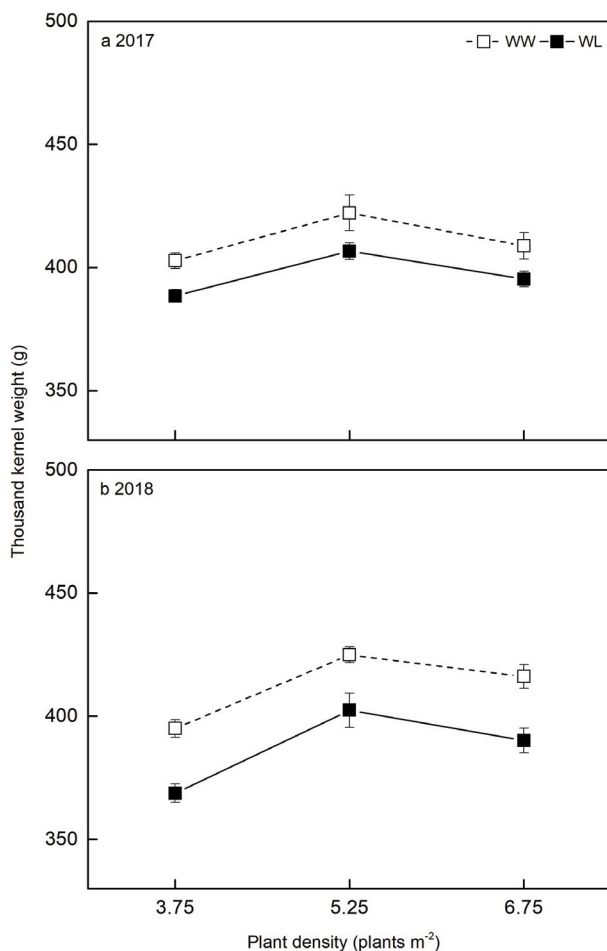 a 2017
WW
WL
500
450
400
350
b 2018
500
450
400
350
3.75
5.25
6.75
Thousand kernel weight (g)
Plant density (plants m⁻²)